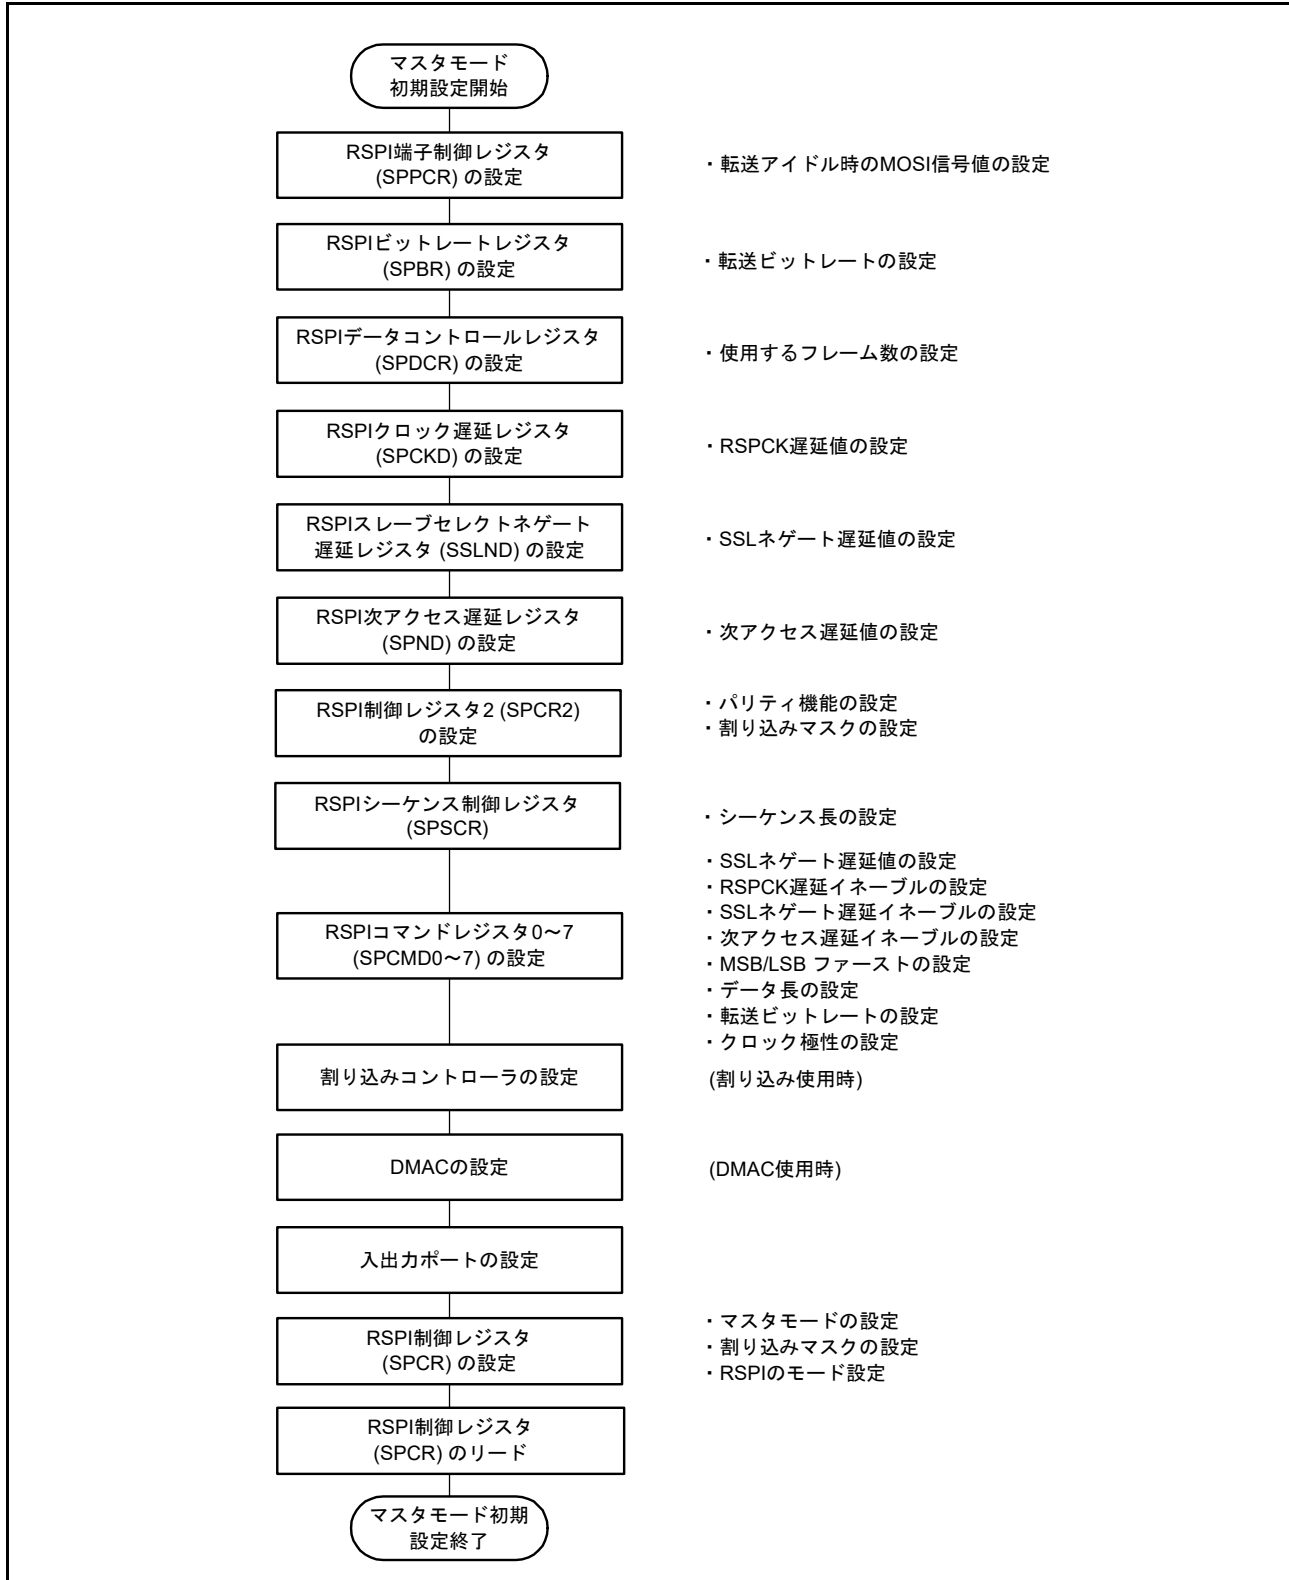 マスタモード
初期設定開始
RSPI端子制御レジスタ
(SPPCR) の設定
・転送アイドル時のMOSI信号値の設定
RSPIビットレートレジスタ
(SPBR) の設定
・転送ビットレートの設定
RSPIデータコントロールレジスタ
(SPDCR) の設定
・使用するフレーム数の設定
RSPIクロック遅延レジスタ
(SPCKD) の設定
・RSPCK遅延値の設定
RSPIスレーブセレクトネゲート
遅延レジスタ (SSLND) の設定
・SSLネゲート遅延値の設定
RSPI次アクセス遅延レジスタ
(SPND) の設定
・次アクセス遅延値の設定
RSPI制御レジスタ2 (SPCR2)
の設定
・パリティ機能の設定
・割り込みマスクの設定
RSPIシーケンス制御レジスタ
(SPSCR)
・シーケンス長の設定
RSPIコマンドレジスタ0～7
(SPCMD0～7) の設定
・SSLネゲート遅延値の設定
・RSPCK遅延イネーブルの設定
・SSLネゲート遅延イネーブルの設定
・次アクセス遅延イネーブルの設定
・MSB/LSB ファーストの設定
・データ長の設定
・転送ビットレートの設定
・クロック極性の設定
割り込みコントローラの設定
(割り込み使用時)
DMACの設定
(DMAC使用時)
入出力ポートの設定
RSPI制御レジスタ
(SPCR) の設定
・マスタモードの設定
・割り込みマスクの設定
・RSPIのモード設定
RSPI制御レジスタ
(SPCR) のリード
マスタモード初期
設定終了